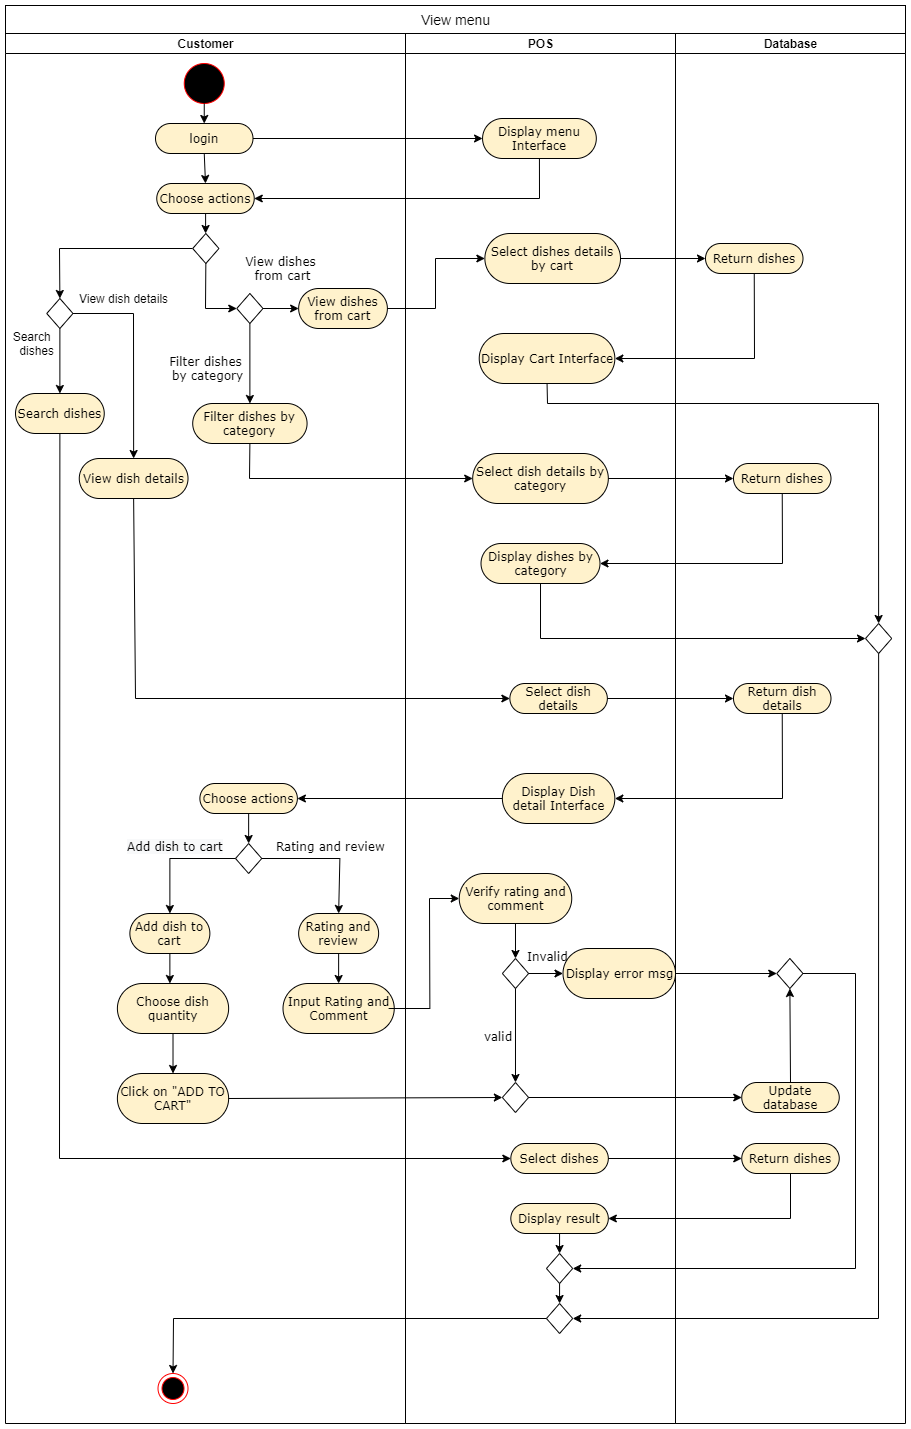 View menu
Customer
POS
Database
login
Display menu
Interface
Choose actions
View dishes
from cart
Select dishes details
by cart
Return dishes
View dish details
View dishes
from cart
Search
dishes
Filter dishes
by category
Display Cart Interface
Search dishes
Filter dishes by
category
View dish details
Select dish details by
category
Return dishes
Display dishes by
category
Select dish
details
Return dish
details
Choose actions
Display Dish
detail Interface
Add dish to cart
Rating and review
Verify rating and
comment
Add dish to
cart
Rating and
review
Invalid
Display error msg
Choose dish
quantity
Input Rating and
Comment
valid
Click on "ADD TO
CART"
Update
database
Select dishes
Return dishes
Display result